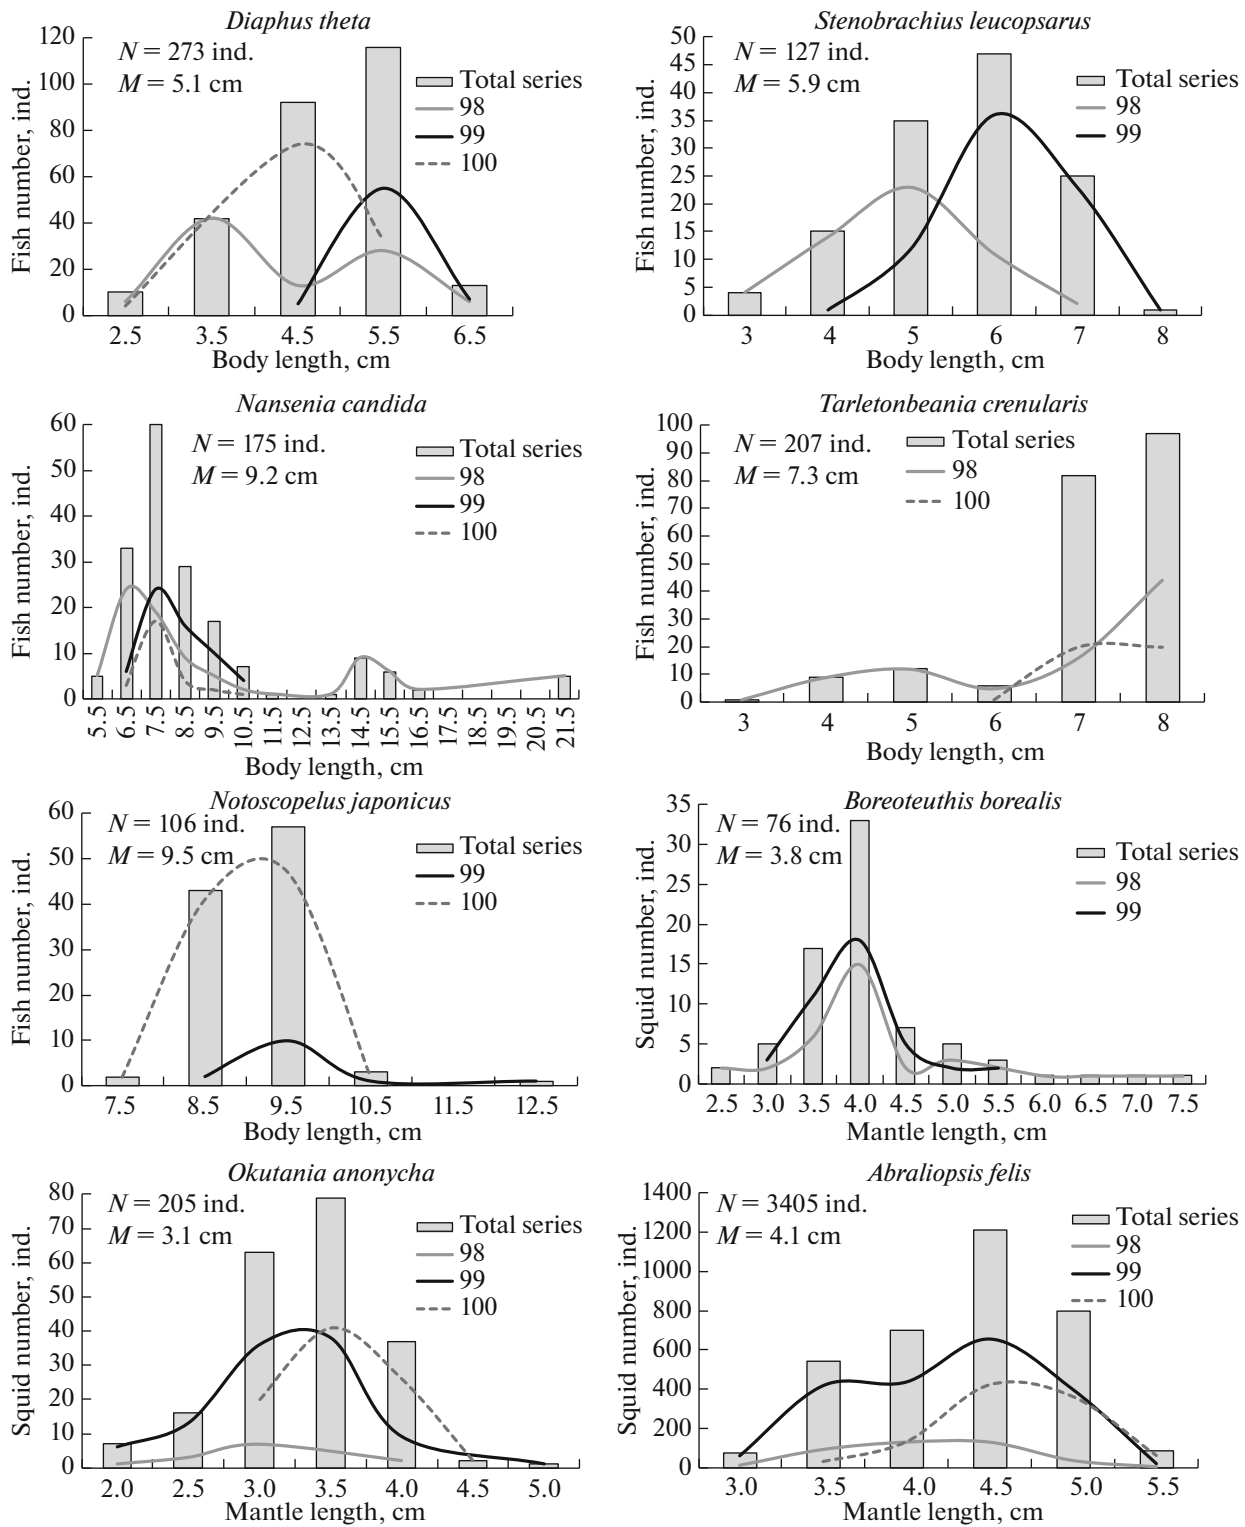 Diaphus theta
120
100
80
60
40
20
0
Fish number, ind.
N = 273 ind.
M = 5.1 cm
Total series
98
99
100
2.5 3.5 4.5 5.5 6.5
Body length, cm
Stenobrachius leucopsarus
50
45
40
35
30
25
20
15
10
5
0
Fish number, ind.
N = 127 ind.
M = 5.9 cm
Total series
98
99
3 4 5 6 7 8
Body length, cm
Nansenia candida
60
50
40
30
20
10
0
Fish number, ind.
N = 175 ind.
M = 9.2 cm
Total series
98
99
100
5.5 6.5 7.5 8.5 9.5 10.5 11.5 12.5 13.5 14.5 15.5 16.5 17.5 18.5 19.5 20.5 21.5
Body length, cm
Tarletonbeania crenularis
100
90
80
70
60
50
40
30
20
10
0
Fish number, ind.
N = 207 ind.
M = 7.3 cm
Total series
98
100
3 4 5 6 7 8
Body length, cm
Notoscopelus japonicus
60
50
40
30
20
10
0
Fish number, ind.
N = 106 ind.
M = 9.5 cm
Total series
99
100
7.5 8.5 9.5 10.5 11.5 12.5
Body length, cm
Boreoteuthis borealis
35
30
25
20
15
10
5
0
Squid number, ind.
N = 76 ind.
M = 3.8 cm
Total series
98
99
2.5 3.0 3.5 4.0 4.5 5.0 5.5 6.0 6.5 7.0 7.5
Mantle length, cm
Okutania anonycha
80
70
60
50
40
30
20
10
0
Squid number, ind.
N = 205 ind.
M = 3.1 cm
Total series
98
99
100
2.0 2.5 3.0 3.5 4.0 4.5 5.0
Mantle length, cm
Abraliopsis felis
1400
1200
1000
800
600
400
200
0
Squid number, ind.
N = 3405 ind.
M = 4.1 cm
Total series
98
99
100
3.0 3.5 4.0 4.5 5.0 5.5
Mantle length, cm